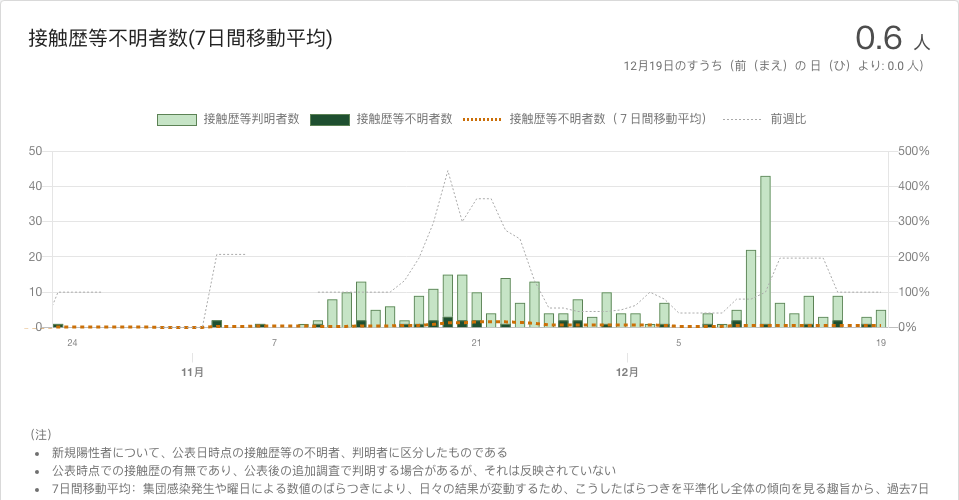 接触歴等不明者数(7日間移動平均)
0.6 人
12月19日のすうち（前（まえ）の 日（ひ）より: 0.0 人）
接触歴等判明者数 接触歴等不明者数 接触歴等不明者数（７日間移動平均） 前週比
50 500%
40 400%
30 300%
20 200%
10 100%
0 0%
24 7 21 5 19
11月 12月
（注）
• 新規陽性者について、公表日時点の接触歴等の不明者、判明者に区分したものである
• 公表時点での接触歴の有無であり、公表後の追加調査で判明する場合があるが、それは反映されていない
• 7日間移動平均：集団感染発生や曜日による数値のばらつきにより、日々の結果が変動するため、こうしたばらつきを平準化し全体の傾向を見る趣旨から、過去7日